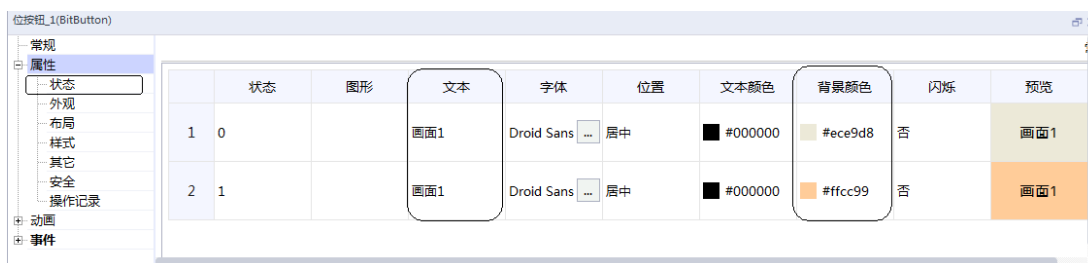 位按钮_1(BitButton)
常规
属性
状态
外观
布局
样式
其它
安全
操作记录
动画
事件
状态 图形 文本 字体 位置 文本颜色 背景颜色 闪烁 预览
1 0 画面1 Droid Sans ... 居中 #000000 #ece9d8 否 画面1
2 1 画面1 Droid Sans ... 居中 #000000 #ffcc99 否 画面1